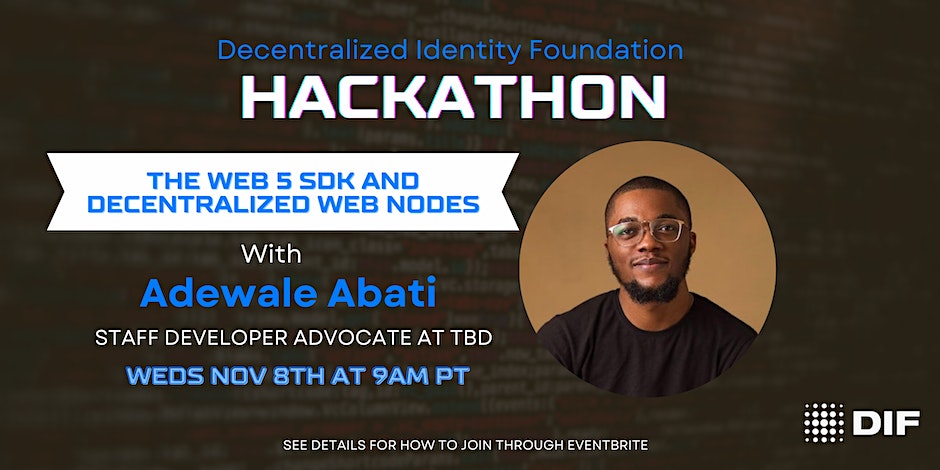 Decentralized Identity Foundation
HACKATHON
THE WEB 5 SDK AND
DECENTRALIZED WEB NODES
With
Adewale Abati
STAFF DEVELOPER ADVOCATE AT TBD
WEDS NOV 8TH AT 9AM PT
DIF
SEE DETAILS FOR HOW TO JOIN THROUGH EVENTBRITE